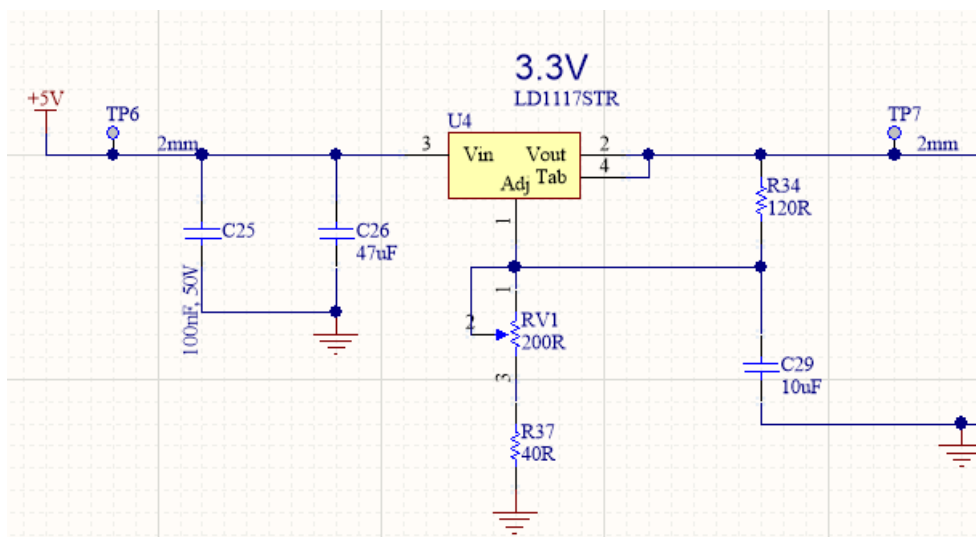 3.3V
LD1117STR
+5V
TP6
2mm
U4
3
Vin
Vout
Tab
Adj
2
4
1
TP7
2mm
R34
120R
C25
100nF, 50V
C26
47uF
1
2
RV1
200R
3
C29
10uF
R37
40R